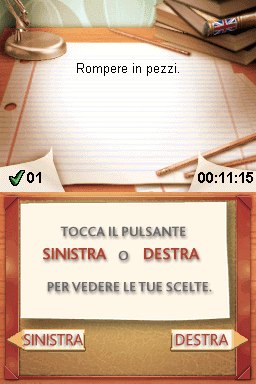 Rompere in pezzi.
01
00:11:15
TOCCA IL PULSANTE
SINISTRA O DESTRA
PER VEDERE LE TUE SCELTE.
SINISTRA
DESTRA